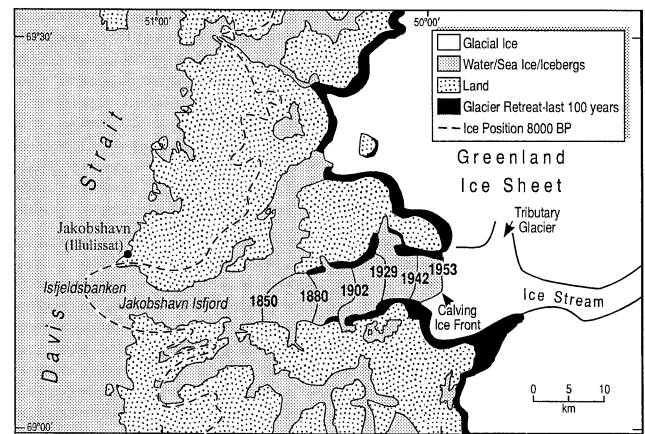 51°00'
50°00'
69°30'
Glacial Ice
Water/Sea Ice/Icebergs
Land
Glacier Retreat-last 100 years
Ice Position 8000 BP
Greenland
Ice Sheet
Tributary
Glacier
Davis Strait
Jakobshavn
(Illulissat)
Isfjeldsbanken
Jakobshavn Isfjord
1850
1880
1902
1929
1942
1953
Calving
Ice Front
Ice Stream
0 5 10
km
69°00'